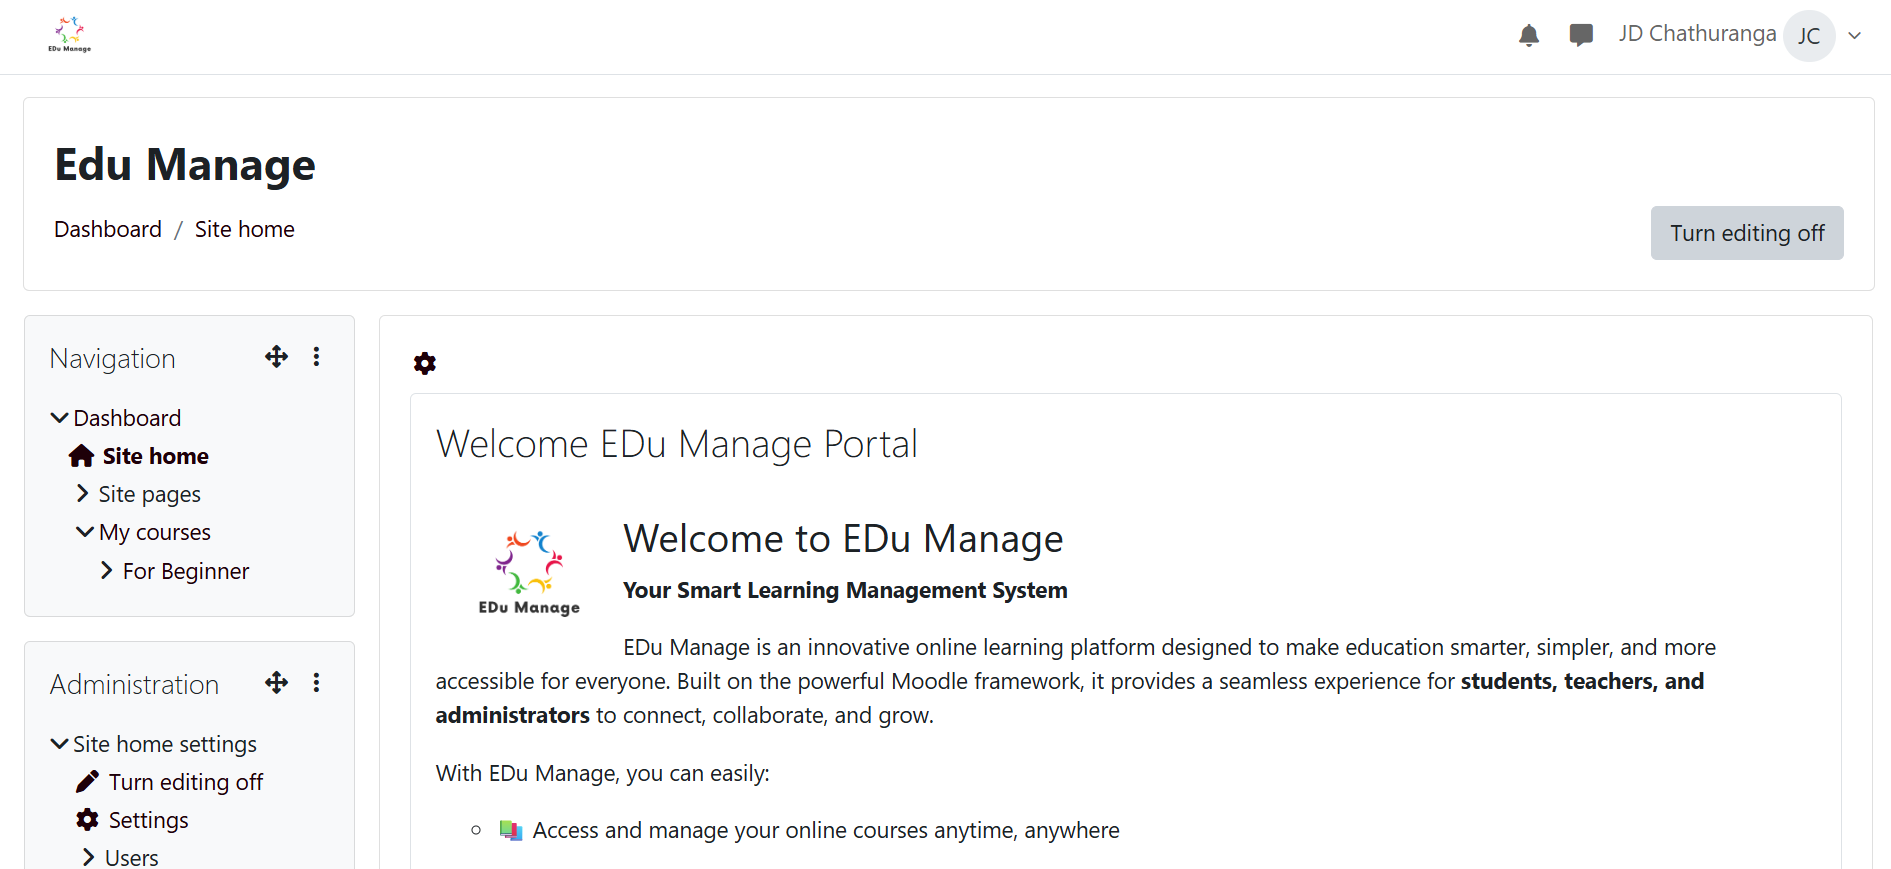 EDu Manage
JD Chathuranga
JC
Edu Manage
Dashboard / Site home
Turn editing off
Navigation
Dashboard
Site home
Site pages
My courses
For Beginner
Administration
Site home settings
Turn editing off
Settings
Users
Welcome EDu Manage Portal
EDu Manage
Welcome to EDu Manage
Your Smart Learning Management System
EDu Manage is an innovative online learning platform designed to make education smarter, simpler, and more
accessible for everyone. Built on the powerful Moodle framework, it provides a seamless experience for students, teachers, and
administrators to connect, collaborate, and grow.
With EDu Manage, you can easily:
Access and manage your online courses anytime, anywhere